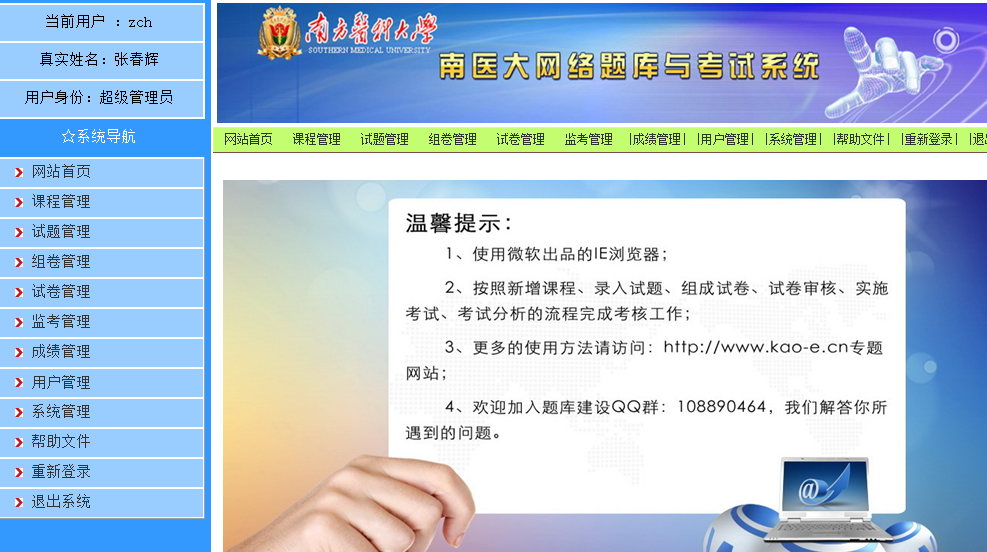 当前用户 ：zch
真实姓名：张春辉
用户身份：超级管理员
☆系统导航
网站首页
课程管理
试题管理
组卷管理
试卷管理
监考管理
成绩管理
用户管理
系统管理
帮助文件
重新登录
退出系统
南方医科大学
SOUTHERN MEDICAL UNIVERSITY
南医大网络题库与考试系统
网站首页 课程管理 试题管理 组卷管理 试卷管理 监考管理 |成绩管理| |用户管理| |系统管理| |帮助文件| |重新登录| |退
温馨提示：
1、使用微软出品的IE浏览器；
2、按照新增课程、录入试题、组成试卷、试卷审核、实施
考试、考试分析的流程完成考核工作；
3、更多的使用方法请访问：http://www.kao-e.cn专题
网站；
4、欢迎加入题库建设QQ群：108890464，我们解答你所
遇到的问题。
@